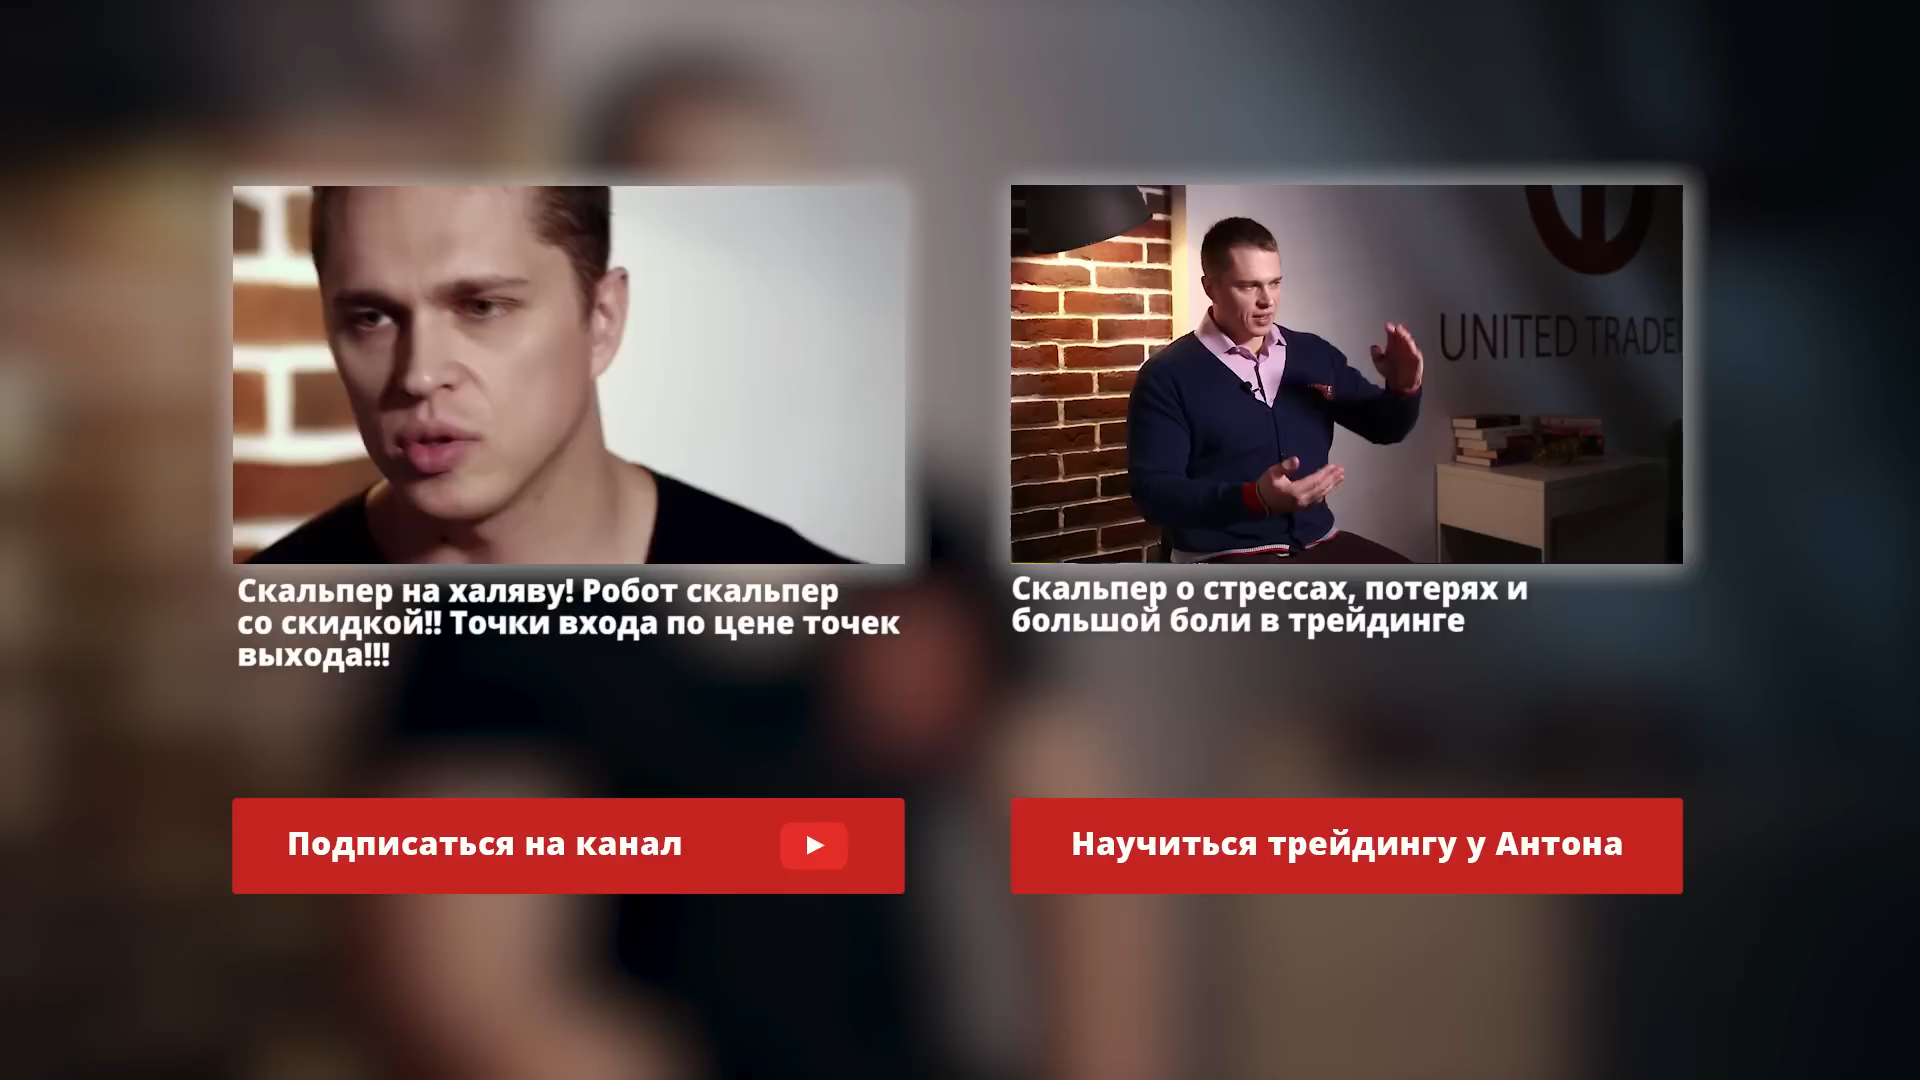 UNITED TRADE
Скальпер на халяву! Робот скальпер
со скидкой!! Точки входа по цене точек
выхода!!!
Скальпер о стрессах, потерях и
большой боли в трейдинге
Подписаться на канал
Научиться трейдингу у Антона